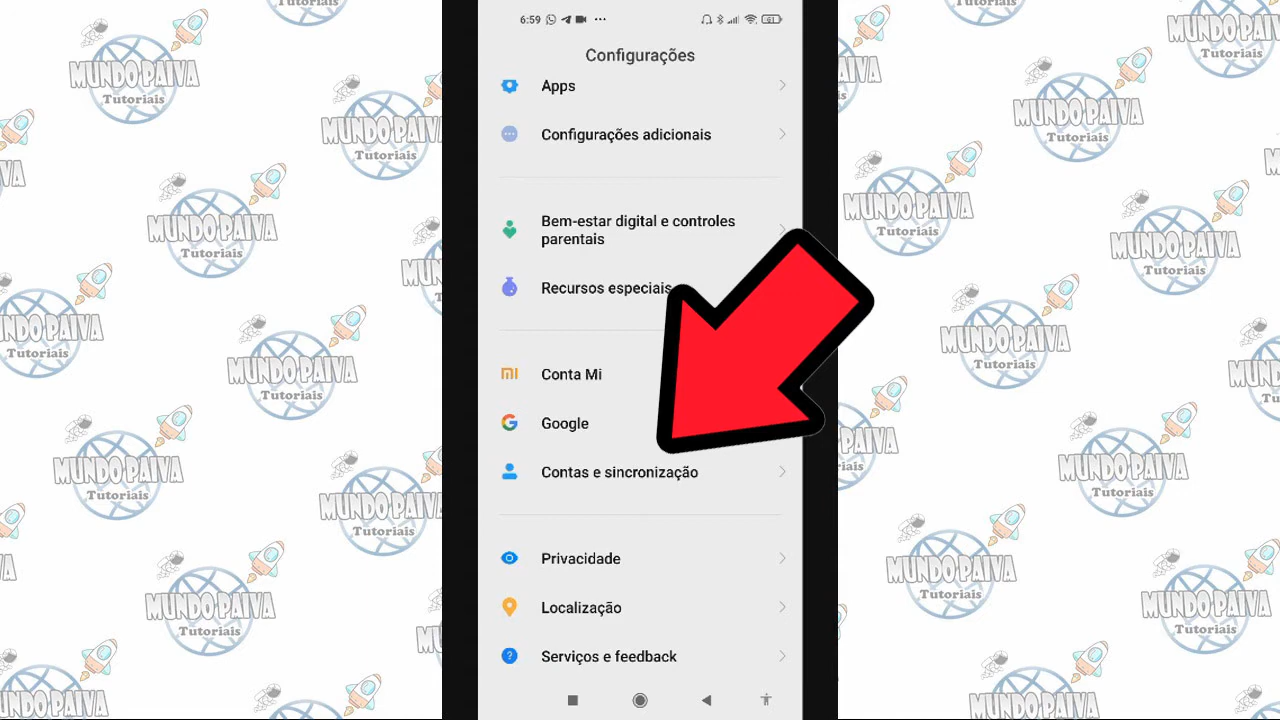 6:59
61
Configurações
Apps
Configurações adicionais
Bem-estar digital e controles
parentais
Recursos especiais
Conta Mi
Google
Contas e sincronização
Privacidade
Localização
Serviços e feedback
MUNDO PAIVA
Tutoriais